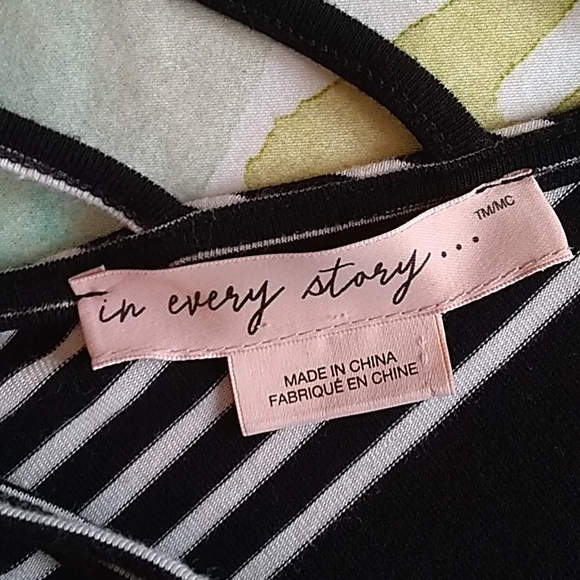 in every story... TM/MC
MADE IN CHINA
FABRIQUÉ EN CHINE